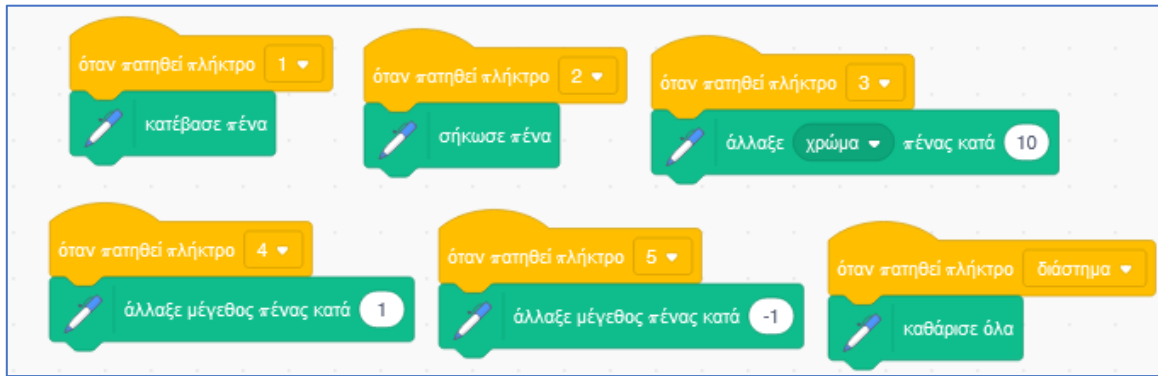 όταν πατηθεί πλήκτρο 1
κατέβασε πένα
όταν πατηθεί πλήκτρο 2
σήκωσε πένα
όταν πατηθεί πλήκτρο 3
άλλαξε χρώμα πένας κατά 10
όταν πατηθεί πλήκτρο 4
άλλαξε μέγεθος πένας κατά 1
όταν πατηθεί πλήκτρο 5
άλλαξε μέγεθος πένας κατά -1
όταν πατηθεί πλήκτρο διάστημα
καθάρισε όλα